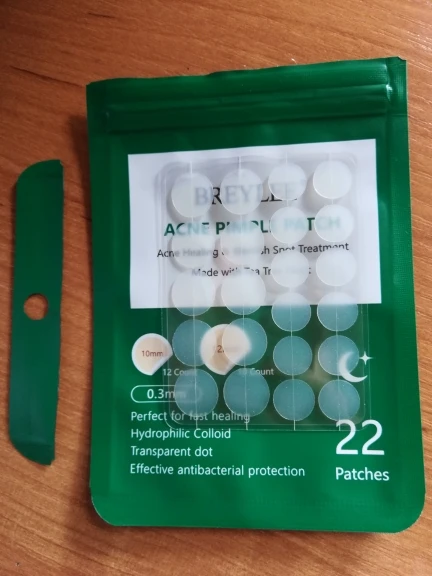 BREYLEE
ACNE PIMPLE PATCH
Acne Healing & Blemish Spot Treatment
Made with Tea Tree
10mm
12 Count
Count
0.3mm
Perfect for fast healing
Hydrophilic Colloid
Transparent dot
Effective antibacterial protection
22
Patches